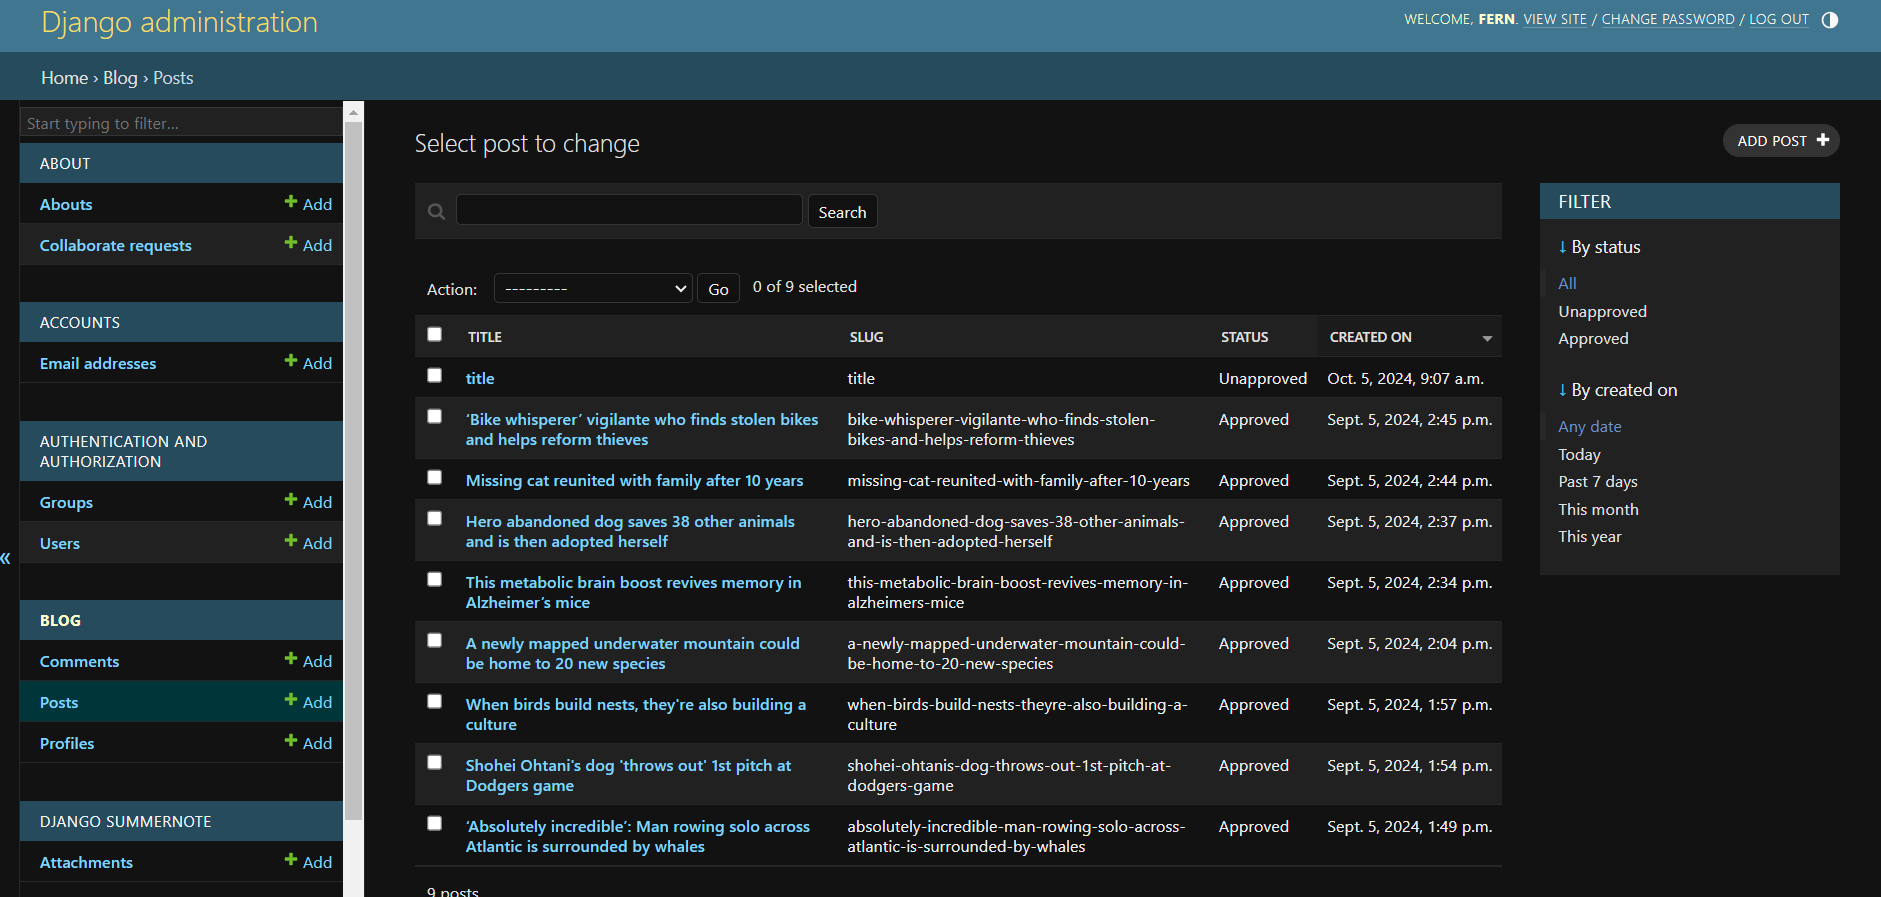 Django administration
WELCOME, FERN. VIEW SITE / CHANGE PASSWORD / LOG OUT
Home › Blog › Posts
Start typing to filter...
ABOUT
Abouts Add
Collaborate requests Add
ACCOUNTS
Email addresses Add
AUTHENTICATION AND
AUTHORIZATION
Groups Add
Users Add
«
BLOG
Comments Add
Posts Add
Profiles Add
DJANGO SUMMERNOTE
Attachments Add
Select post to change
ADD POST
Search
Action: --------- Go 0 of 9 selected
TITLE SLUG STATUS CREATED ON
title title Unapproved Oct. 5, 2024, 9:07 a.m.
‘Bike whisperer’ vigilante who finds stolen bikes bike-whisperer-vigilante-who-finds-stolen- Approved Sept. 5, 2024, 2:45 p.m.
and helps reform thieves bikes-and-helps-reform-thieves
Missing cat reunited with family after 10 years missing-cat-reunited-with-family-after-10-years Approved Sept. 5, 2024, 2:44 p.m.
Hero abandoned dog saves 38 other animals hero-abandoned-dog-saves-38-other-animals- Approved Sept. 5, 2024, 2:37 p.m.
and is then adopted herself and-is-then-adopted-herself
This metabolic brain boost revives memory in this-metabolic-brain-boost-revives-memory-in- Approved Sept. 5, 2024, 2:34 p.m.
Alzheimer’s mice alzheimers-mice
A newly mapped underwater mountain could a-newly-mapped-underwater-mountain-could- Approved Sept. 5, 2024, 2:04 p.m.
be home to 20 new species be-home-to-20-new-species
When birds build nests, they're also building a when-birds-build-nests-theyre-also-building-a- Approved Sept. 5, 2024, 1:57 p.m.
culture culture
Shohei Ohtani's dog 'throws out' 1st pitch at shohei-ohtanis-dog-throws-out-1st-pitch-at- Approved Sept. 5, 2024, 1:54 p.m.
Dodgers game dodgers-game
‘Absolutely incredible’: Man rowing solo across absolutely-incredible-man-rowing-solo-across- Approved Sept. 5, 2024, 1:49 p.m.
Atlantic is surrounded by whales atlantic-is-surrounded-by-whales
9 posts
FILTER
↓ By status
All
Unapproved
Approved
↓ By created on
Any date
Today
Past 7 days
This month
This year